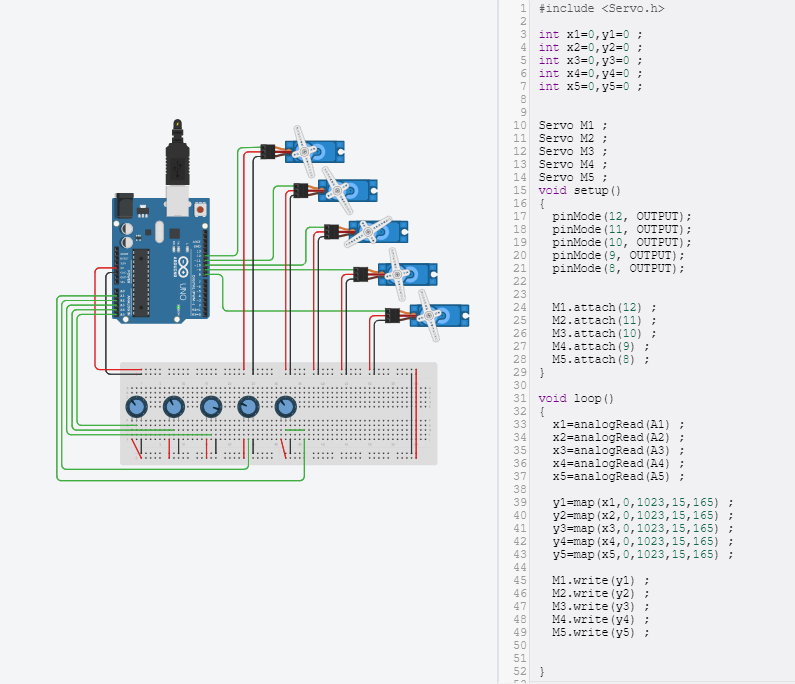 1 #include <Servo.h>
2
3 int x1=0,y1=0 ;
4 int x2=0,y2=0 ;
5 int x3=0,y3=0 ;
6 int x4=0,y4=0 ;
7 int x5=0,y5=0 ;
8
9
10 Servo M1 ;
11 Servo M2 ;
12 Servo M3 ;
13 Servo M4 ;
14 Servo M5 ;
15 void setup()
16 {
17 pinMode(12, OUTPUT);
18 pinMode(11, OUTPUT);
19 pinMode(10, OUTPUT);
20 pinMode(9, OUTPUT);
21 pinMode(8, OUTPUT);
22
23
24 M1.attach(12) ;
25 M2.attach(11) ;
26 M3.attach(10) ;
27 M4.attach(9) ;
28 M5.attach(8) ;
29 }
30
31 void loop()
32 {
33 x1=analogRead(A1) ;
34 x2=analogRead(A2) ;
35 x3=analogRead(A3) ;
36 x4=analogRead(A4) ;
37 x5=analogRead(A5) ;
38
39 y1=map(x1,0,1023,15,165) ;
40 y2=map(x2,0,1023,15,165) ;
41 y3=map(x3,0,1023,15,165) ;
42 y4=map(x4,0,1023,15,165) ;
43 y5=map(x5,0,1023,15,165) ;
44
45 M1.write(y1) ;
46 M2.write(y2) ;
47 M3.write(y3) ;
48 M4.write(y4) ;
49 M5.write(y5) ;
50
51
52 }
UNO
ARDUINO